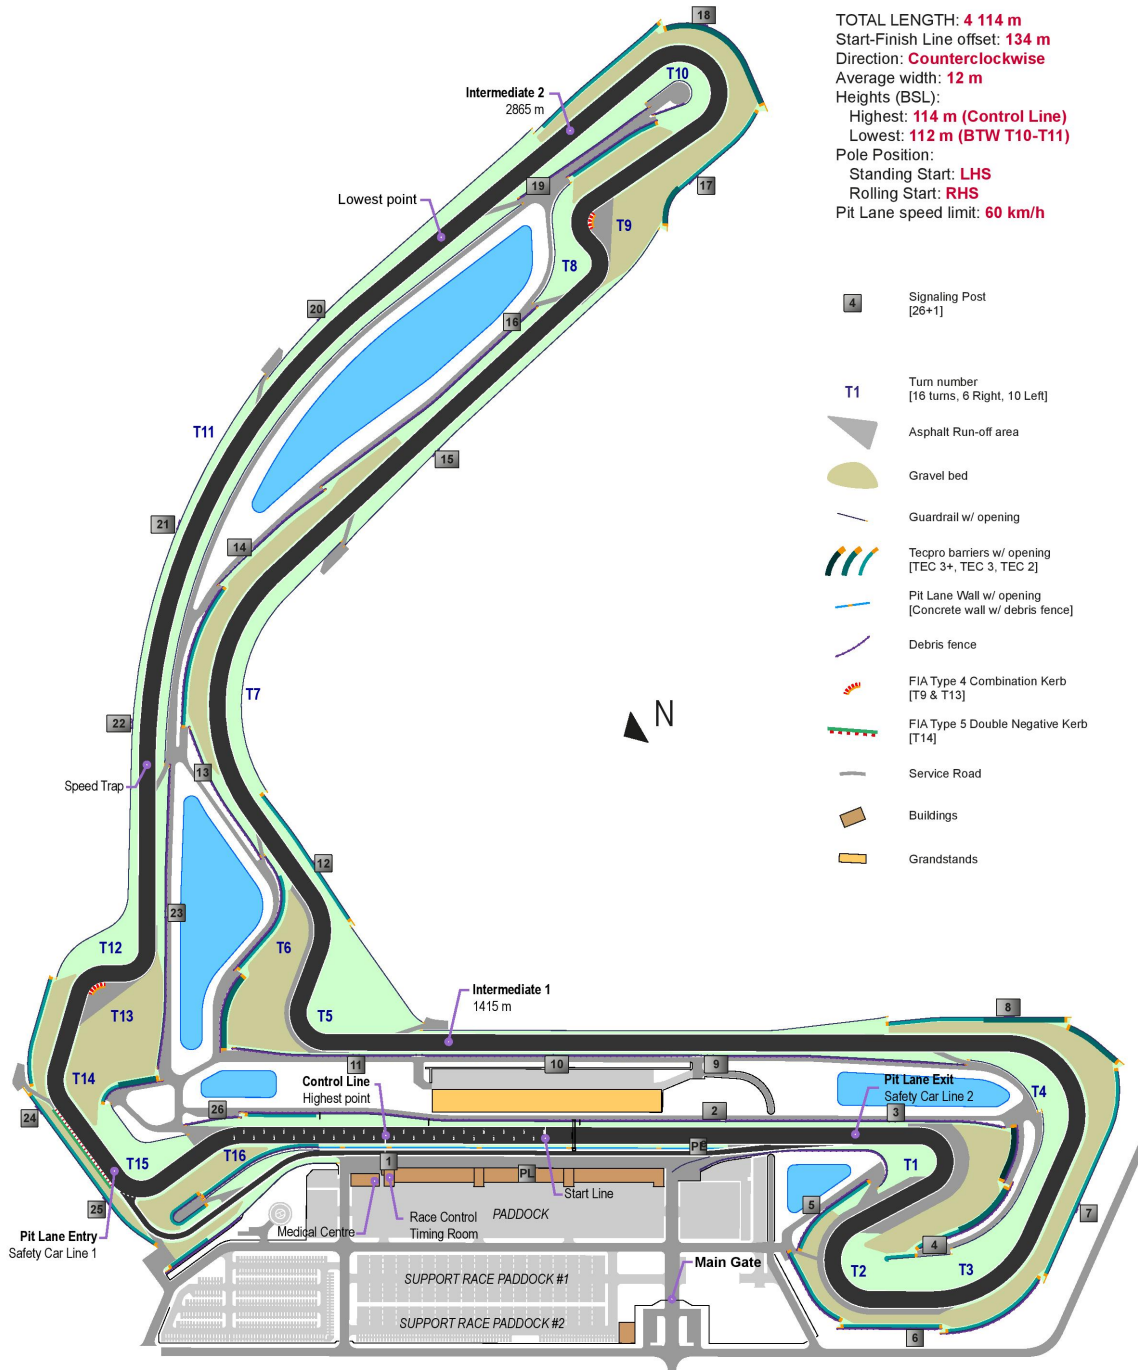 TOTAL LENGTH: 4 114 m
Start-Finish Line offset: 134 m
Direction: Counterclockwise
Average width: 12 m
Heights (BSL):
Highest: 114 m (Control Line)
Lowest: 112 m (BTW T10-T11)
Pole Position:
Standing Start: LHS
Rolling Start: RHS
Pit Lane speed limit: 60 km/h
4
Signaling Post
[26+1]
T1
Turn number
[16 turns, 6 Right, 10 Left]
Asphalt Run-off area
Gravel bed
Guardrail w/ opening
Tecpro barriers w/ opening
[TEC 3+, TEC 3, TEC 2]
Pit Lane Wall w/ opening
[Concrete wall w/ debris fence]
Debris fence
FIA Type 4 Combination Kerb
[T9 & T13]
FIA Type 5 Double Negative Kerb
[T14]
Service Road
Buildings
Grandstands
18
T10
Intermediate 2
2865 m
19
17
Lowest point
T9
T8
20
16
T11
15
21
14
T7
N
22
13
Speed Trap
12
23
T12
T6
Intermediate 1
1415 m
T13
T5
8
11
10
9
T14
Control Line
Highest point
Pit Lane Exit
Safety Car Line 2
T4
24
26
2
3
T15
T16
1
PE
T1
PL
Start Line
25
5
7
Pit Lane Entry
Safety Car Line 1
Medical Centre
Race Control
Timing Room
PADDOCK
4
Main Gate
T2
T3
SUPPORT RACE PADDOCK #1
SUPPORT RACE PADDOCK #2
6